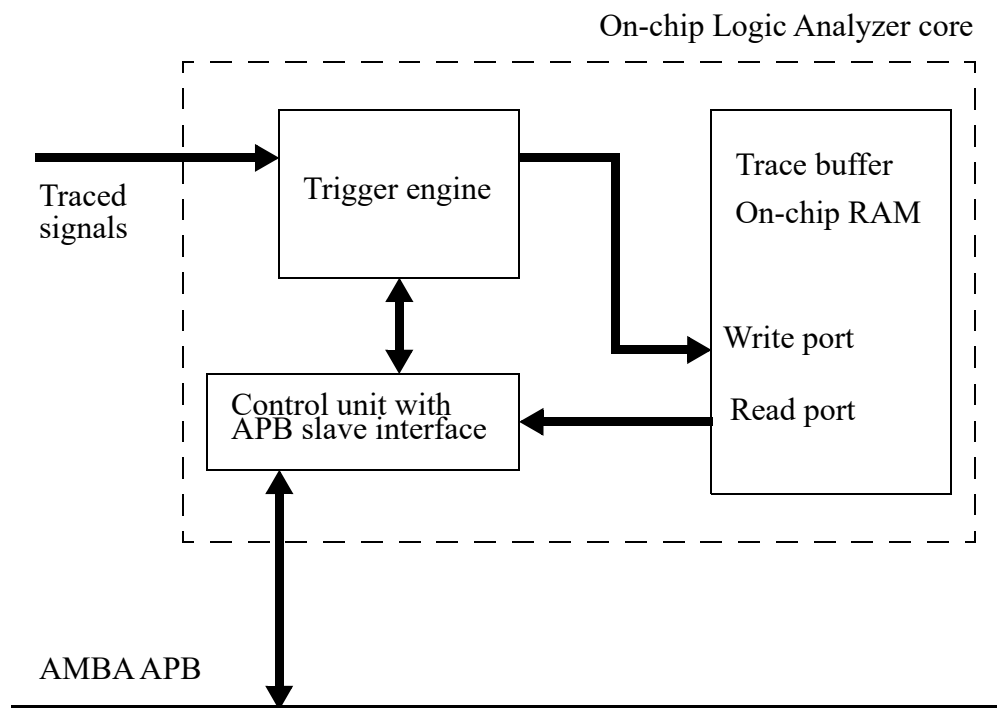 On-chip Logic Analyzer core
Traced
signals
Trigger engine
Trace buffer
On-chip RAM
Write port
Read port
Control unit with
APB slave interface
AMBA APB